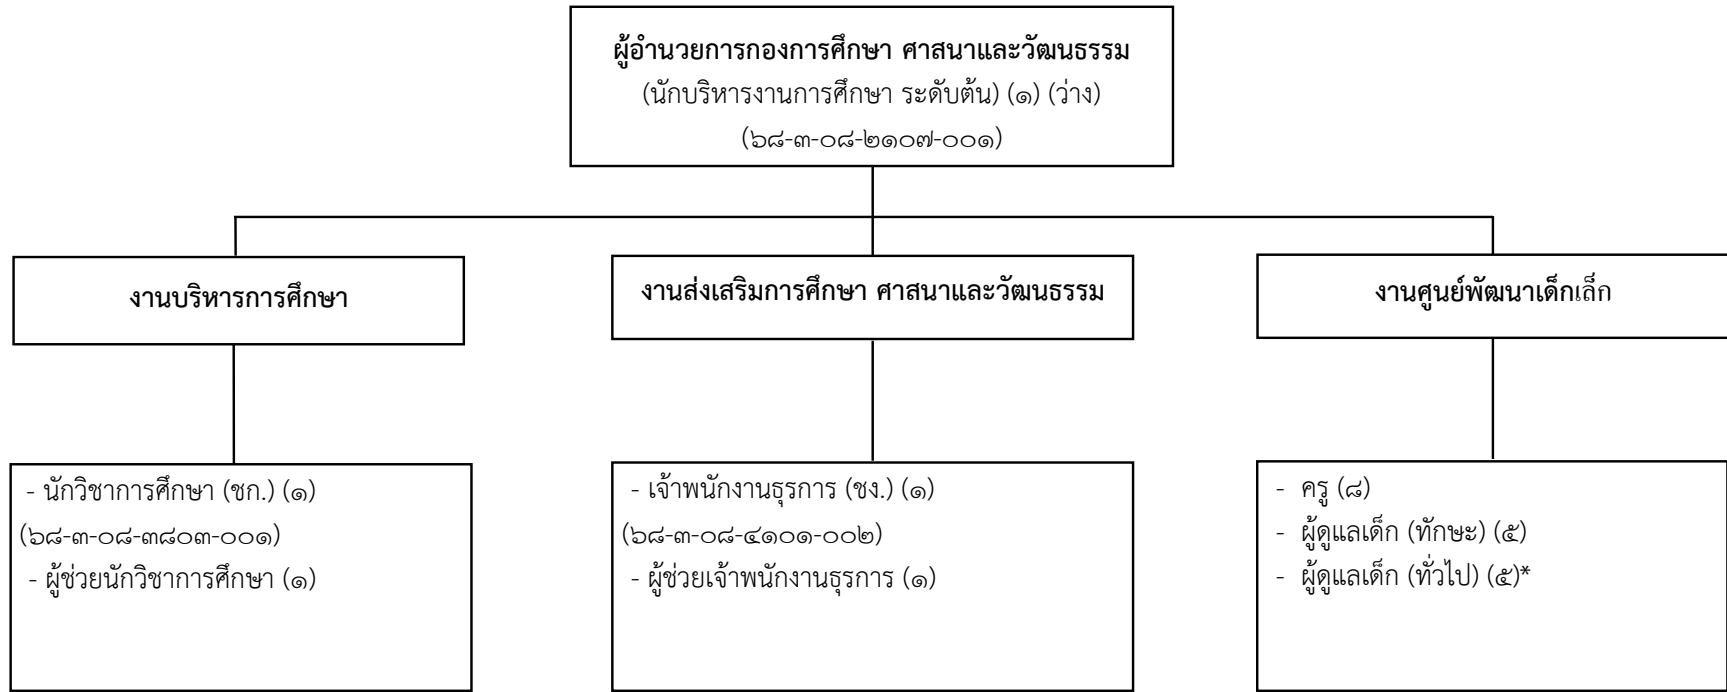 ผู้อำนวยการกองการศึกษา ศาสนาและวัฒนธรรม
(นักบริหารงานการศึกษา ระดับต้น) (๑) (ว่าง)
(๖๘-๓-๐๘-๒๑๐๗-๐๐๑)
งานบริหารการศึกษา
งานส่งเสริมการศึกษา ศาสนาและวัฒนธรรม
งานศูนย์พัฒนาเด็กเล็ก
- นักวิชาการศึกษา (ชก.) (๑)
(๖๘-๓-๐๘-๓๘๐๓-๐๐๑)
- ผู้ช่วยนักวิชาการศึกษา (๑)
- เจ้าพนักงานธุรการ (ชง.) (๑)
(๖๘-๓-๐๘-๔๑๐๑-๐๐๒)
- ผู้ช่วยเจ้าพนักงานธุรการ (๑)
- ครู (๘)
- ผู้ดูแลเด็ก (ทักษะ) (๕)
- ผู้ดูแลเด็ก (ทั่วไป) (๕)*